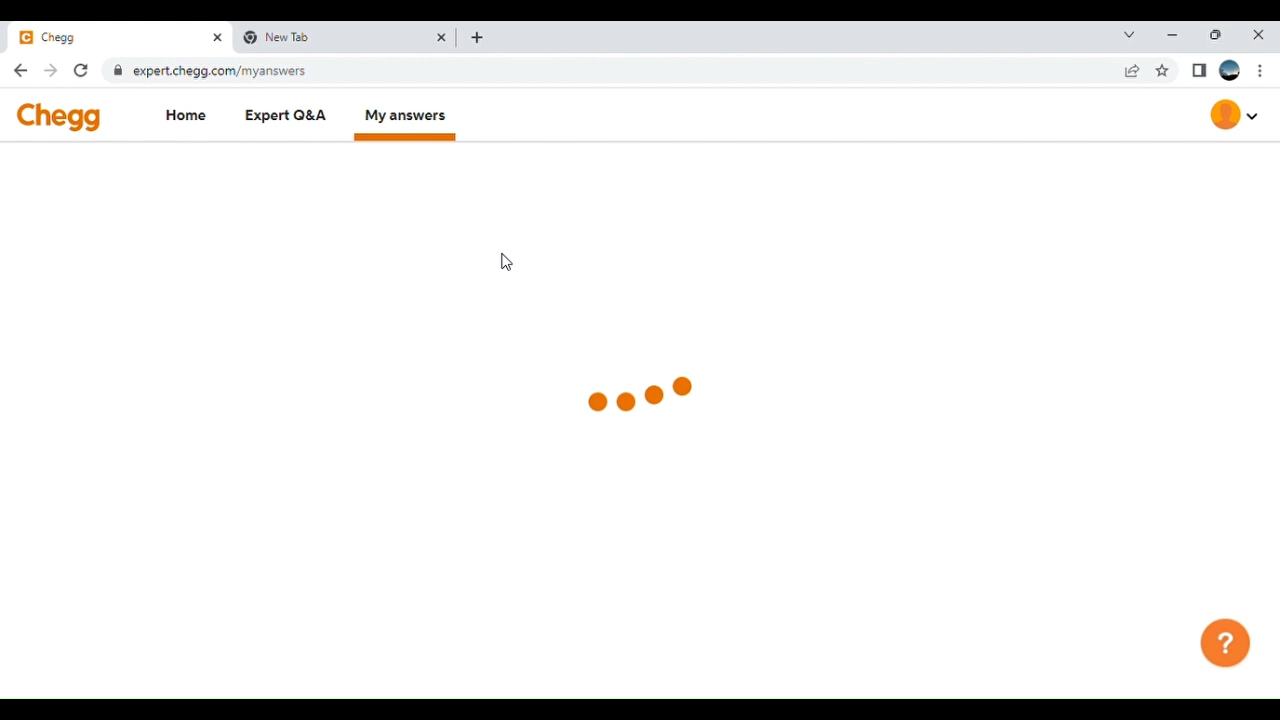 Chegg
New Tab
expert.chegg.com/myanswers
Chegg
Home
Expert Q&A
My answers
?